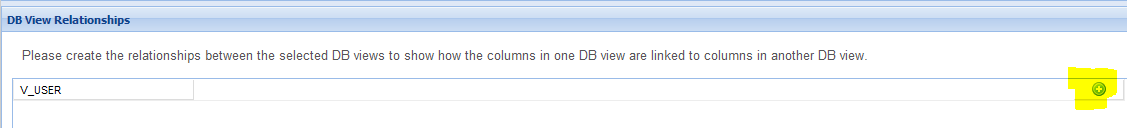 DB View Relationships
Please create the relationships between the selected DB views to show how the columns in one DB view are linked to columns in another DB view.
V_USER